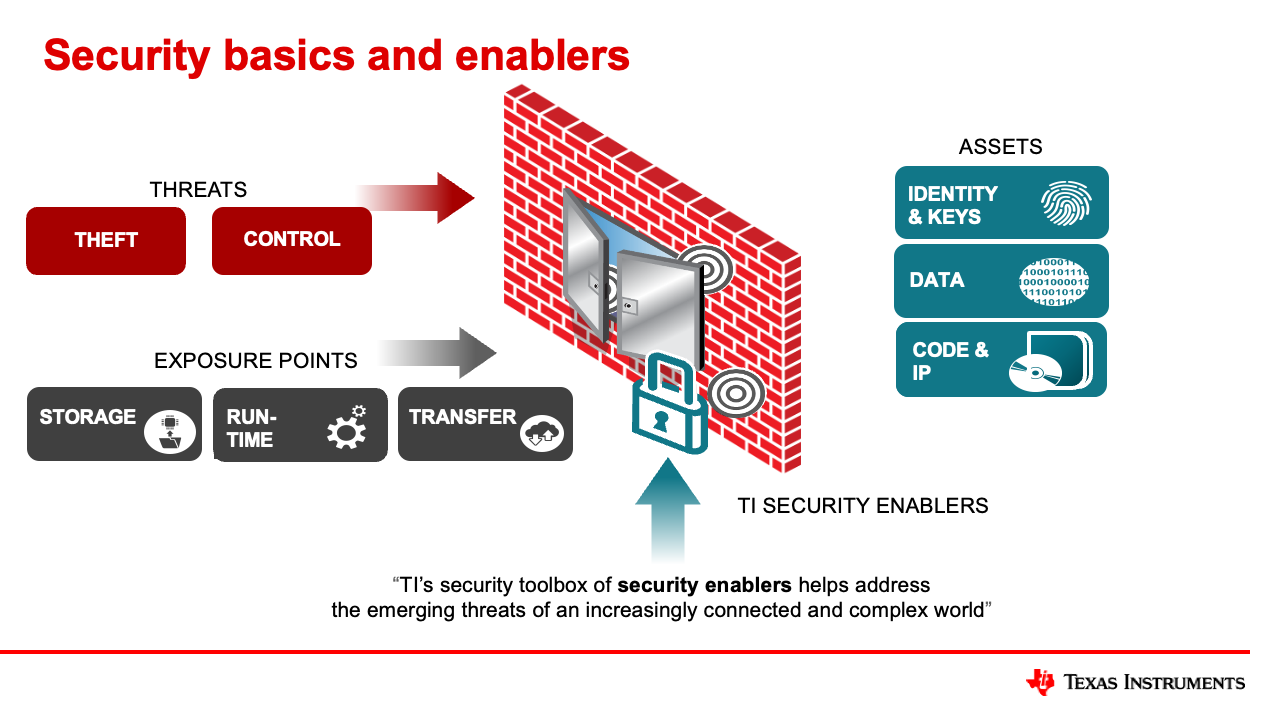 Security basics and enablers
THREATS
THEFT
CONTROL
EXPOSURE POINTS
STORAGE
RUN-
TIME
TRANSFER
ASSETS
IDENTITY
& KEYS
DATA
CODE &
IP
TI SECURITY ENABLERS
“TI’s security toolbox of security enablers helps address
the emerging threats of an increasingly connected and complex world”
TEXAS INSTRUMENTS